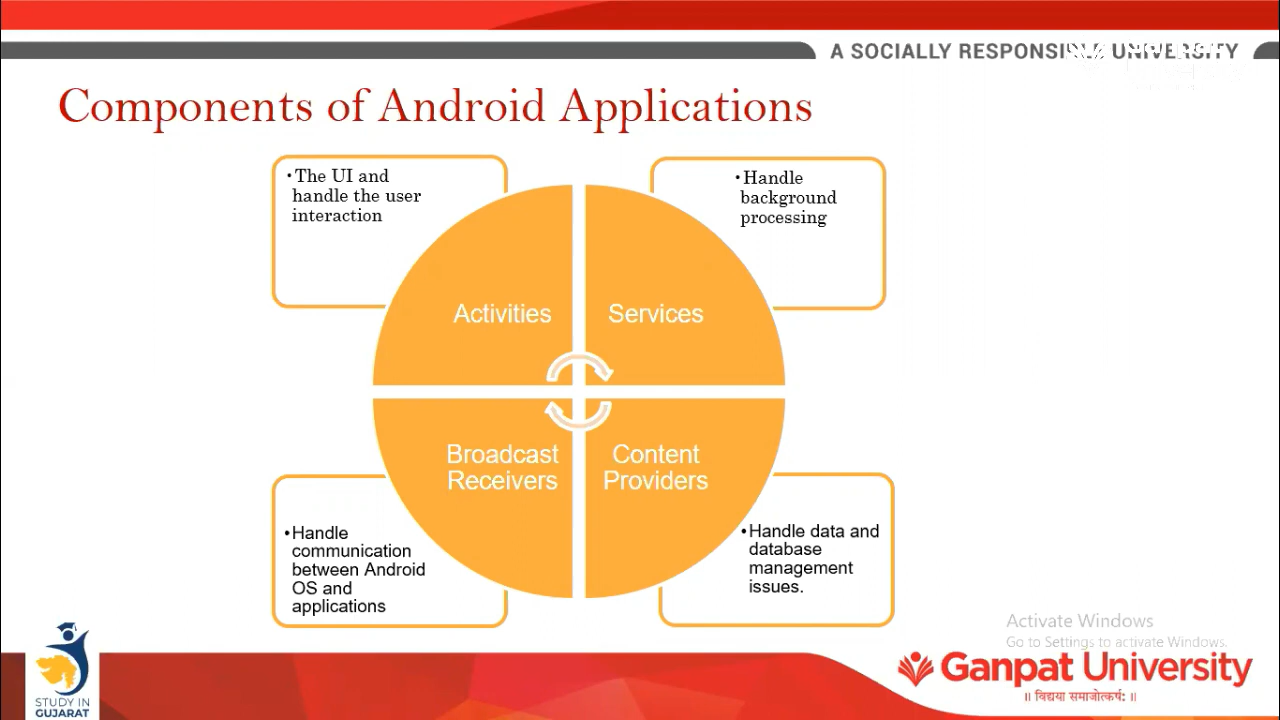 A SOCIALLY RESPONSIBLE UNIVERSITY
Components of Android Applications
•The UI and
handle the user
interaction
•Handle
background
processing
Activities
Services
Broadcast
Receivers
Content
Providers
•Handle
communication
between Android
OS and
applications
•Handle data and
database
management
issues.
Activate Windows
Go to Settings to activate Windows.
STUDY IN
GUJARAT
Ganpat University
॥ विद्यया समाजोत्कर्षः ॥